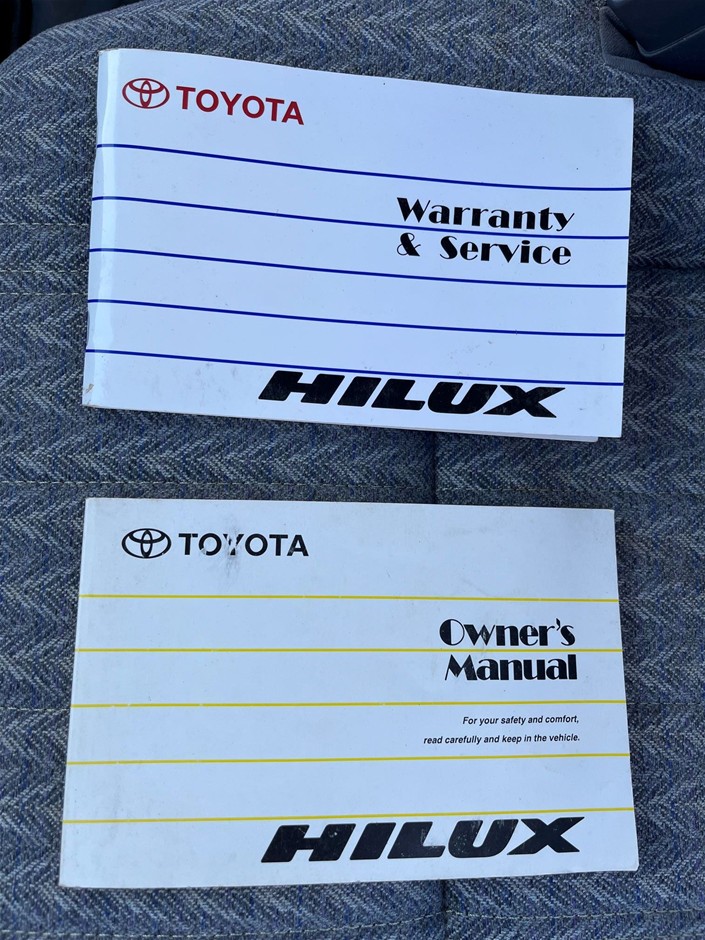 TOYOTA
Warranty
& Service
HILUX
TOYOTA
Owner's
Manual
For your safety and comfort,
read carefully and keep in the vehicle.
HILUX